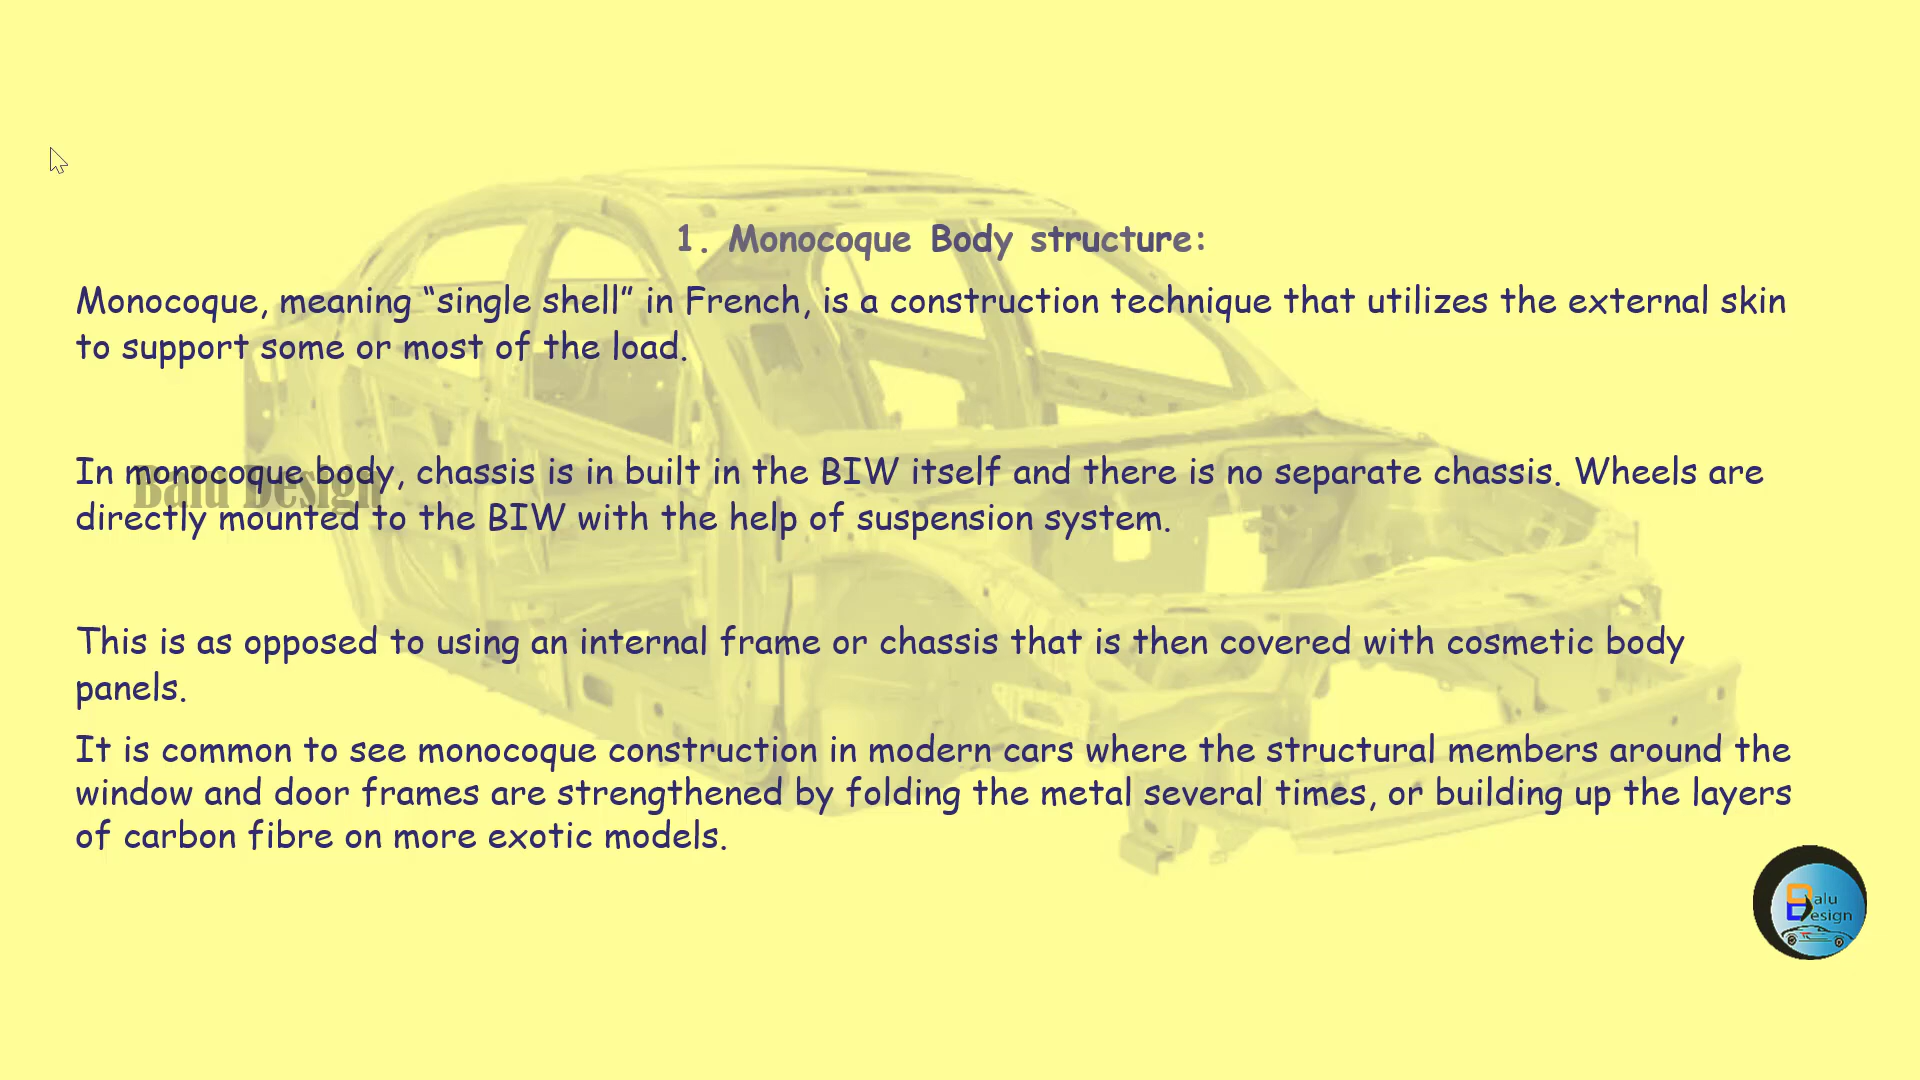 1. Monocoque Body structure:
Monocoque, meaning “single shell” in French, is a construction technique that utilizes the external skin
to support some or most of the load.
In monocoque body, chassis is in built in the BIW itself and there is no separate chassis. Wheels are
Balu Design
directly mounted to the BIW with the help of suspension system.
This is as opposed to using an internal frame or chassis that is then covered with cosmetic body
panels.
It is common to see monocoque construction in modern cars where the structural members around the
window and door frames are strengthened by folding the metal several times, or building up the layers
of carbon fibre on more exotic models.
Balu
Design